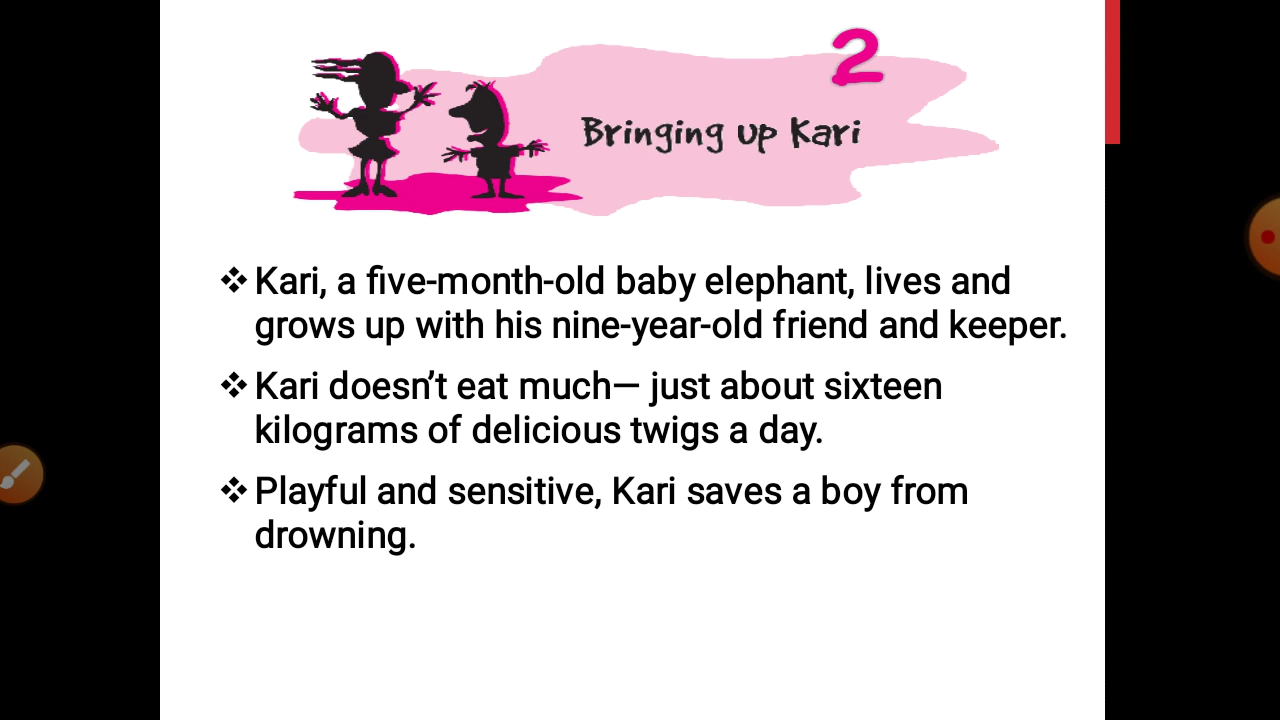 2
Bringing up Kari
❖ Kari, a five-month-old baby elephant, lives and
grows up with his nine-year-old friend and keeper.
❖ Kari doesn’t eat much— just about sixteen
kilograms of delicious twigs a day.
❖ Playful and sensitive, Kari saves a boy from
drowning.